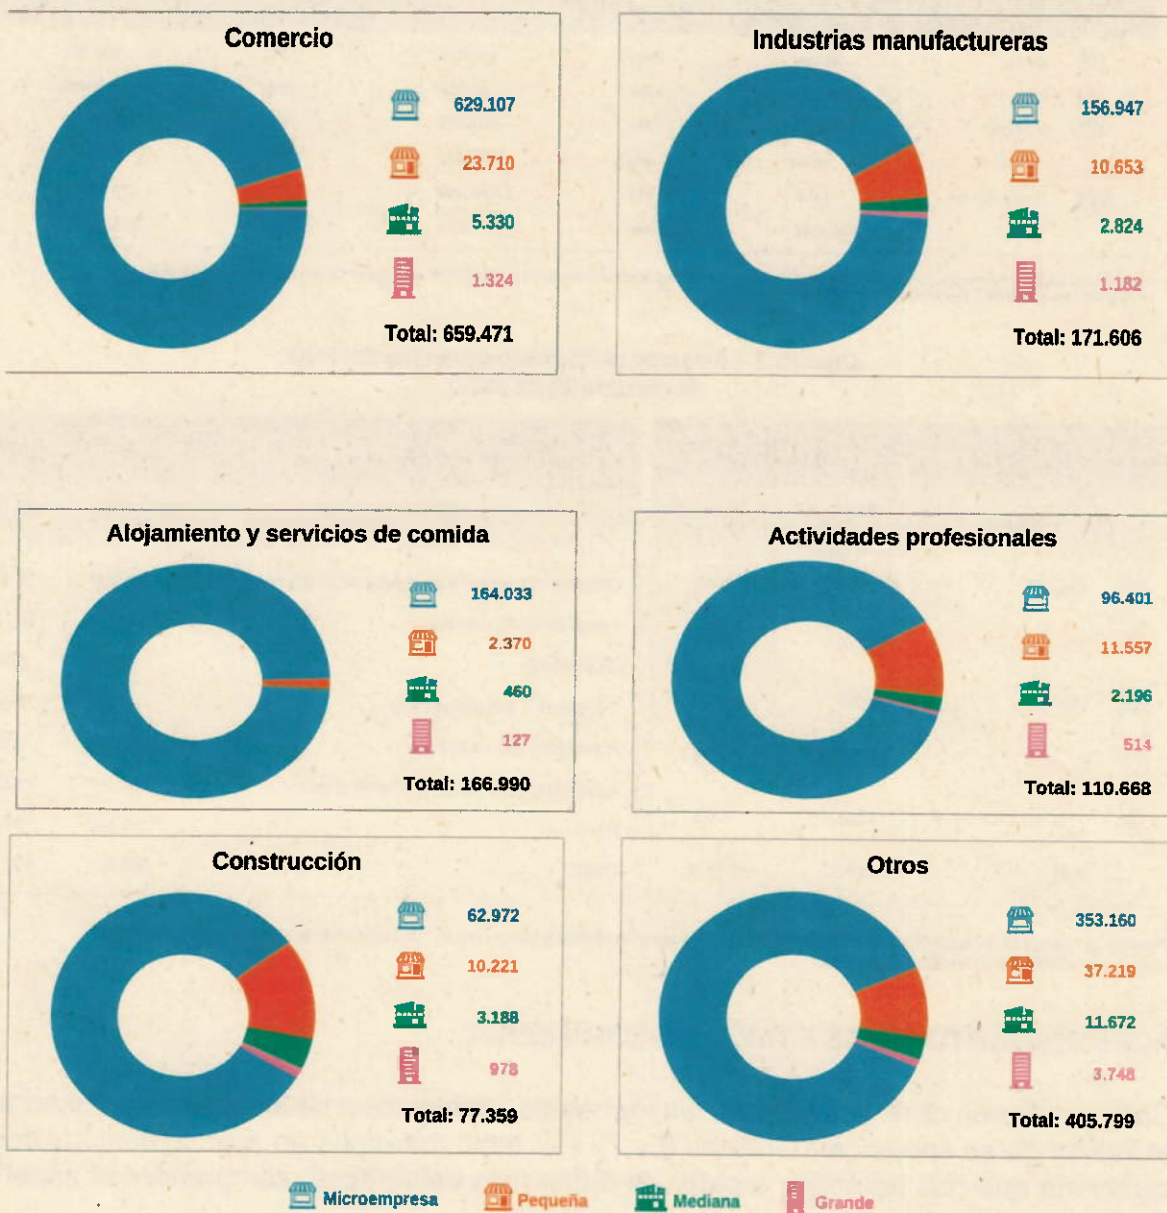 Comercio
629.107
23.710
5.330
1.324
Total: 659.471
Industrias manufactureras
156.947
10.653
2.824
1.182
Total: 171.606
Alojamiento y servicios de comida
164.033
2.370
460
127
Total: 166.990
Actividades profesionales
96.401
11.557
2.196
514
Total: 110.668
Construcción
62.972
10.221
3.188
978
Total: 77.359
Otros
353.160
37.219
11.672
3.748
Total: 405.799
Microempresa Pequeña Mediana Grande